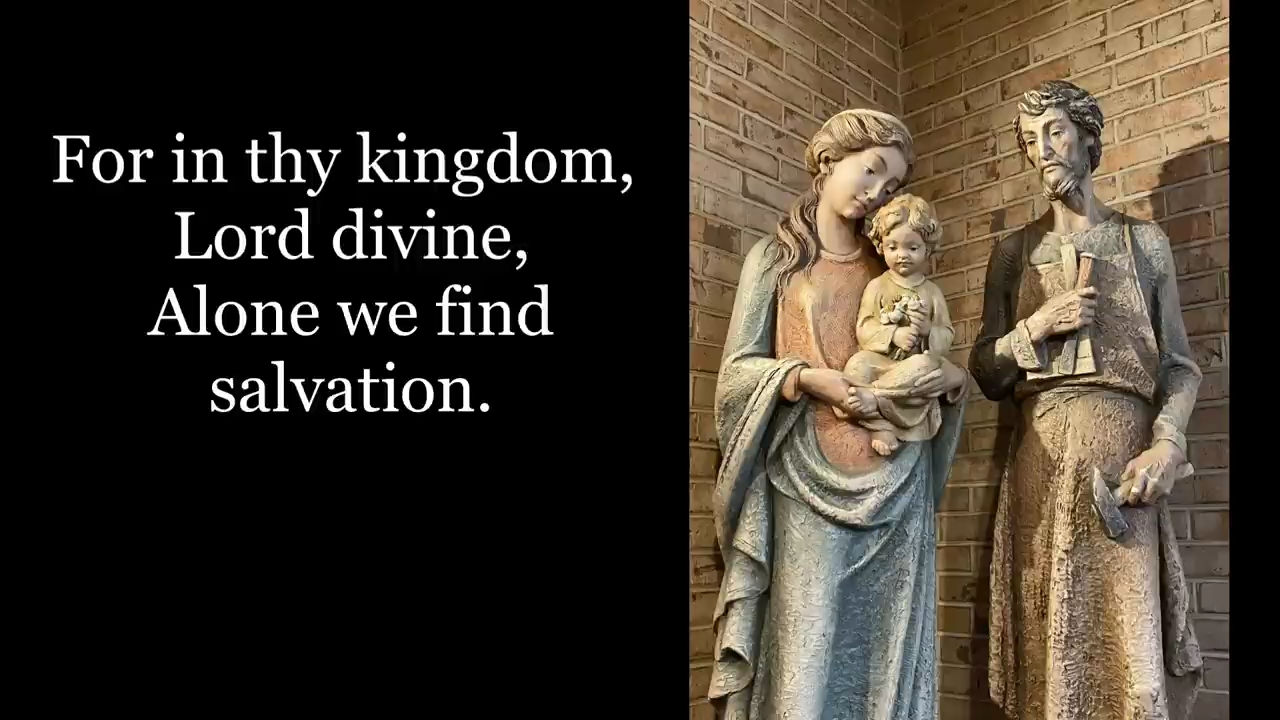 For in thy kingdom,
Lord divine,
Alone we find
salvation.